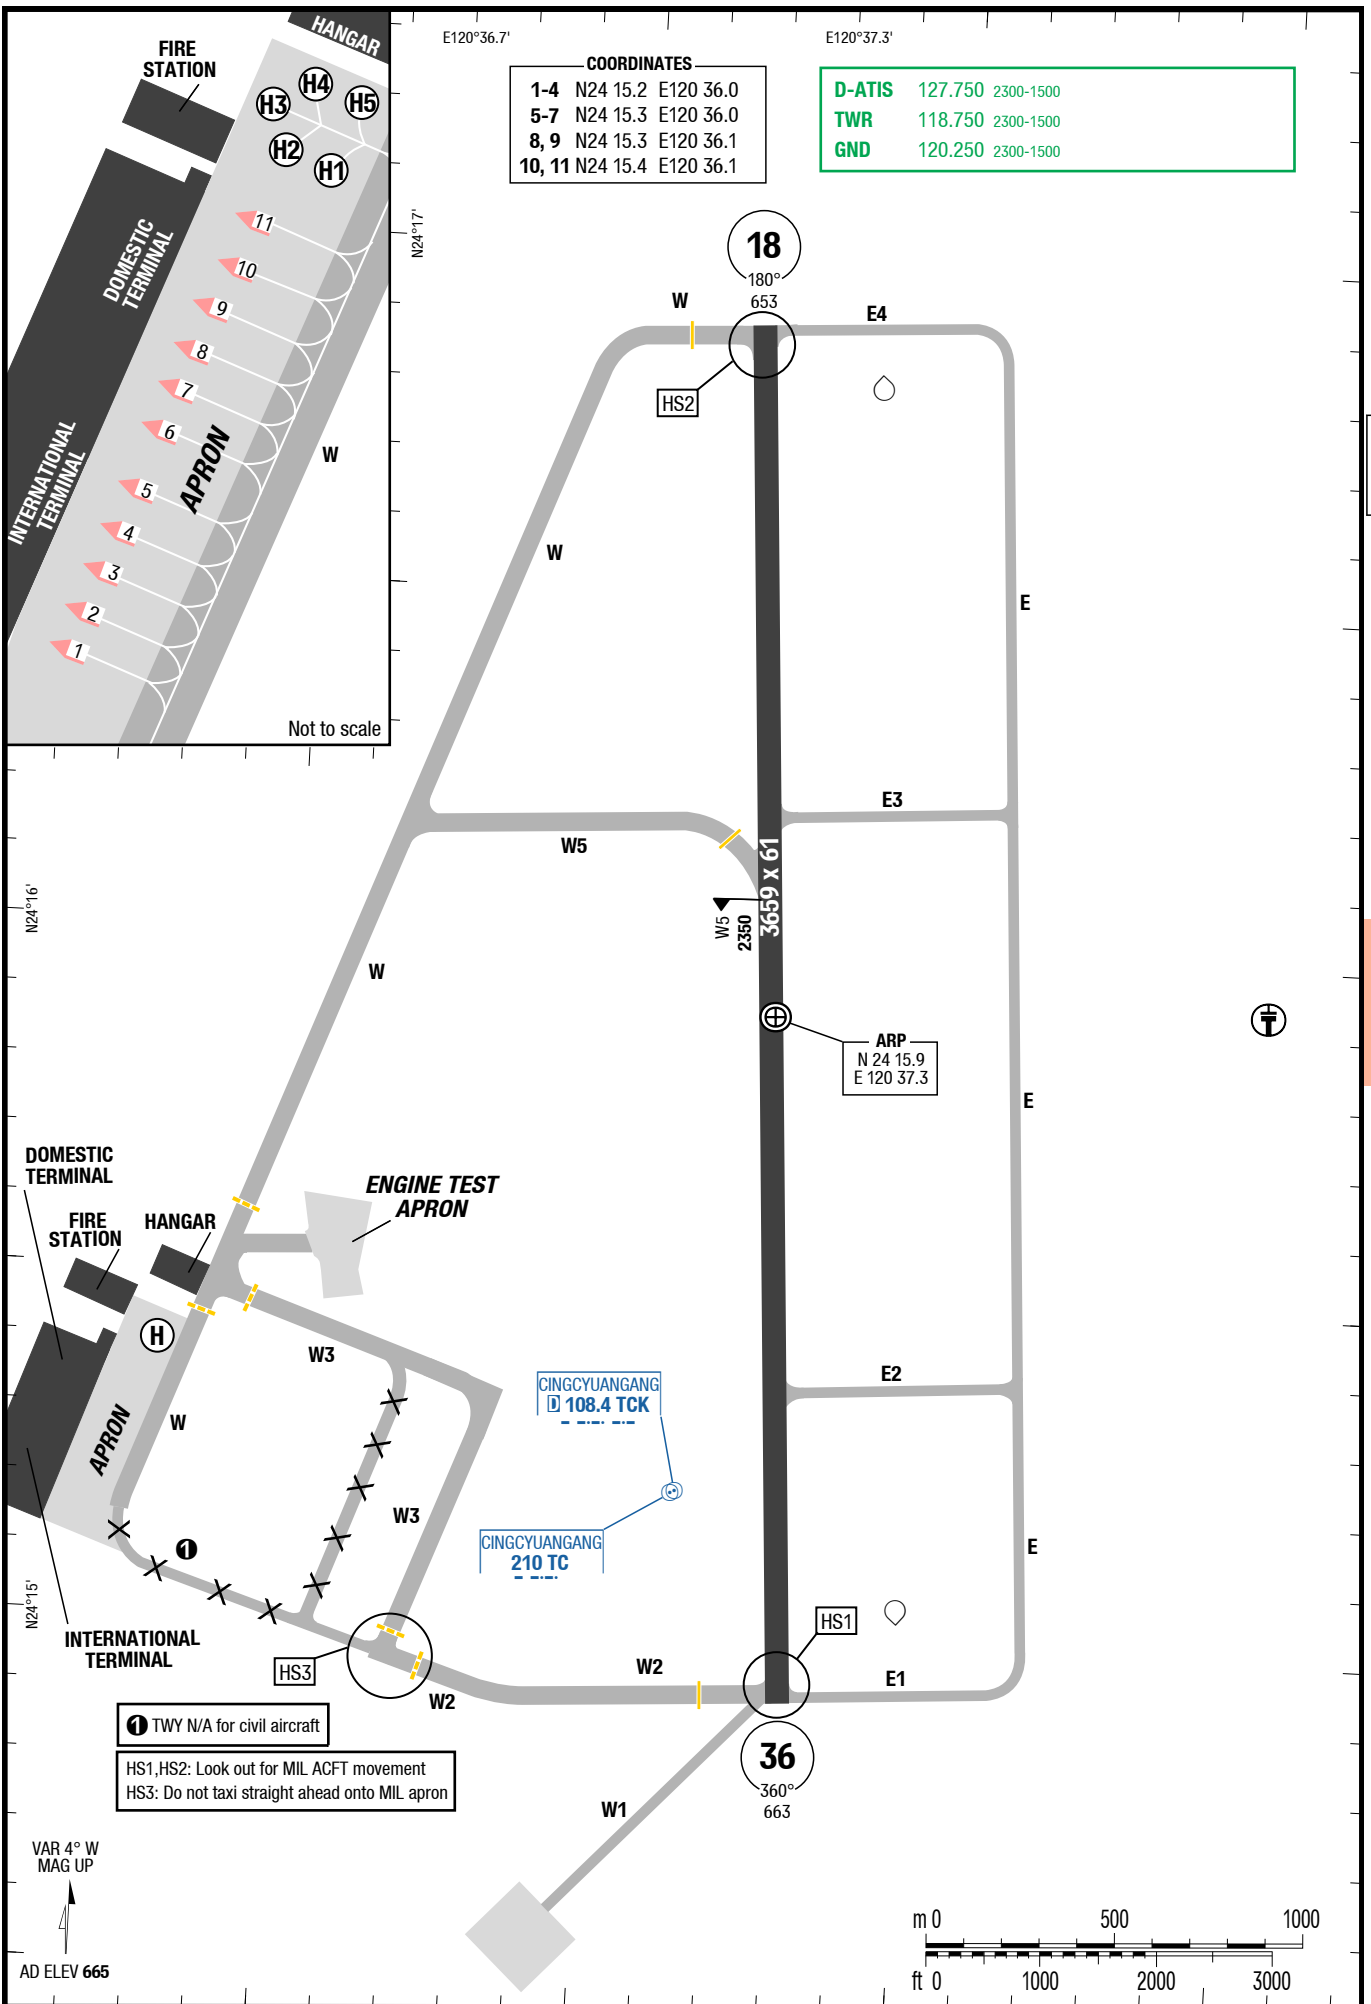 HANGAR
FIRE
STATION
H4
H3
H5
H2
H1
11
10
9
8
7
6
5
4
3
2
1
DOMESTIC
TERMINAL
INTERNATIONAL
TERMINAL
APRON
W
Not to scale
E120°36.7'
E120°37.3'
COORDINATES
1-4 N24 15.2 E120 36.0
5-7 N24 15.3 E120 36.0
8, 9 N24 15.3 E120 36.1
10, 11 N24 15.4 E120 36.1
D-ATIS 127.750 2300-1500
TWR 118.750 2300-1500
GND 120.250 2300-1500
N24°17'
18
180°
653
W
E4
HS2
W
E
E3
W5
3659 x 61
W5
2350
N24°16'
W
ARP
N 24 15.9
E 120 37.3
E
DOMESTIC
TERMINAL
FIRE
STATION
HANGAR
ENGINE TEST
APRON
H
W3
E2
CINGCYUANGANG
D 108.4 TCK
W
APRON
W3
CINGCYUANGANG
210 TC
1
E
N24°15'
INTERNATIONAL
TERMINAL
HS3
HS1
W2
W2
E1
1 TWY N/A for civil aircraft
HS1,HS2: Look out for MIL ACFT movement
HS3: Do not taxi straight ahead onto MIL apron
36
360°
663
W1
VAR 4° W
MAG UP
AD ELEV 665
m 0 500 1000
ft 0 1000 2000 3000